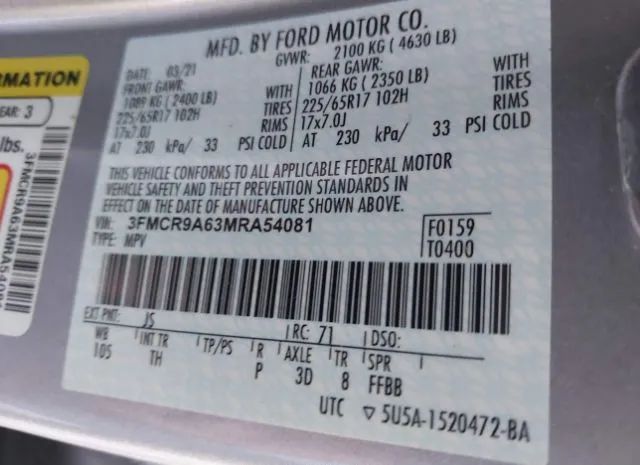 MFD. BY FORD MOTOR CO.
DATE: 03/21
GVWR: 2100 KG ( 4630 LB)
FRONT GAWR:
1089 KG ( 2400 LB) WITH
225/65R17 102H TIRES
17x7.0J RIMS
AT 230 kPa/ 33 PSI COLD
REAR GAWR:
1066 KG ( 2350 LB) WITH
225/65R17 102H TIRES
17x7.0J RIMS
AT 230 kPa/ 33 PSI COLD
THIS VEHICLE CONFORMS TO ALL APPLICABLE FEDERAL MOTOR
VEHICLE SAFETY AND THEFT PREVENTION STANDARDS IN
EFFECT ON THE DATE OF MANUFACTURE SHOWN ABOVE.
VIN: 3FMCR9A63MRA54081
TYPE: MPV
F0159
T0400
EXT PNT: JS RC: 71 DSO:
WB INT TR TP/PS R AXLE TR SPR
105 TH P 3D 8 FFBB
UTC ▽ 5U5A-1520472-BA
RMATION
EAR: 3
lbs.
3FMCR9A63MRA54081